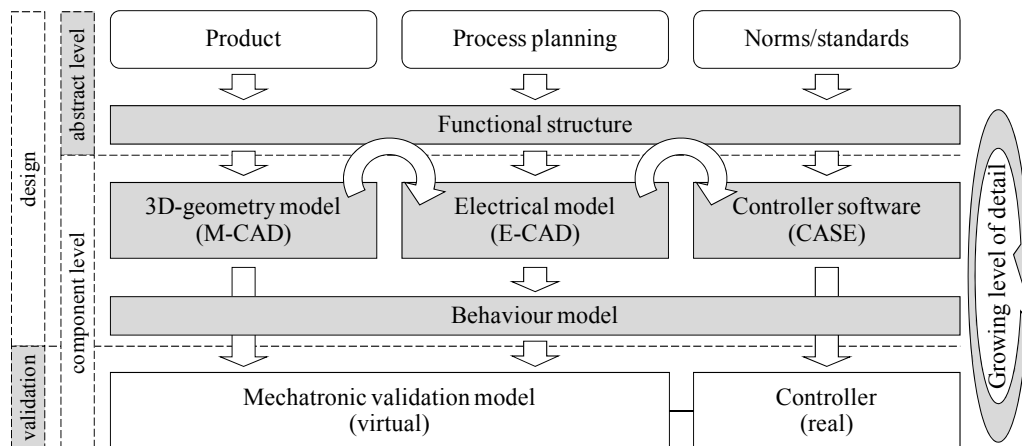 Product
Process planning
Norms/standards
abstract level
Functional structure
design
3D-geometry model
(M-CAD)
Electrical model
(E-CAD)
Controller software
(CASE)
component level
Growing level of detail
Behaviour model
validation
Mechatronic validation model
(virtual)
Controller
(real)